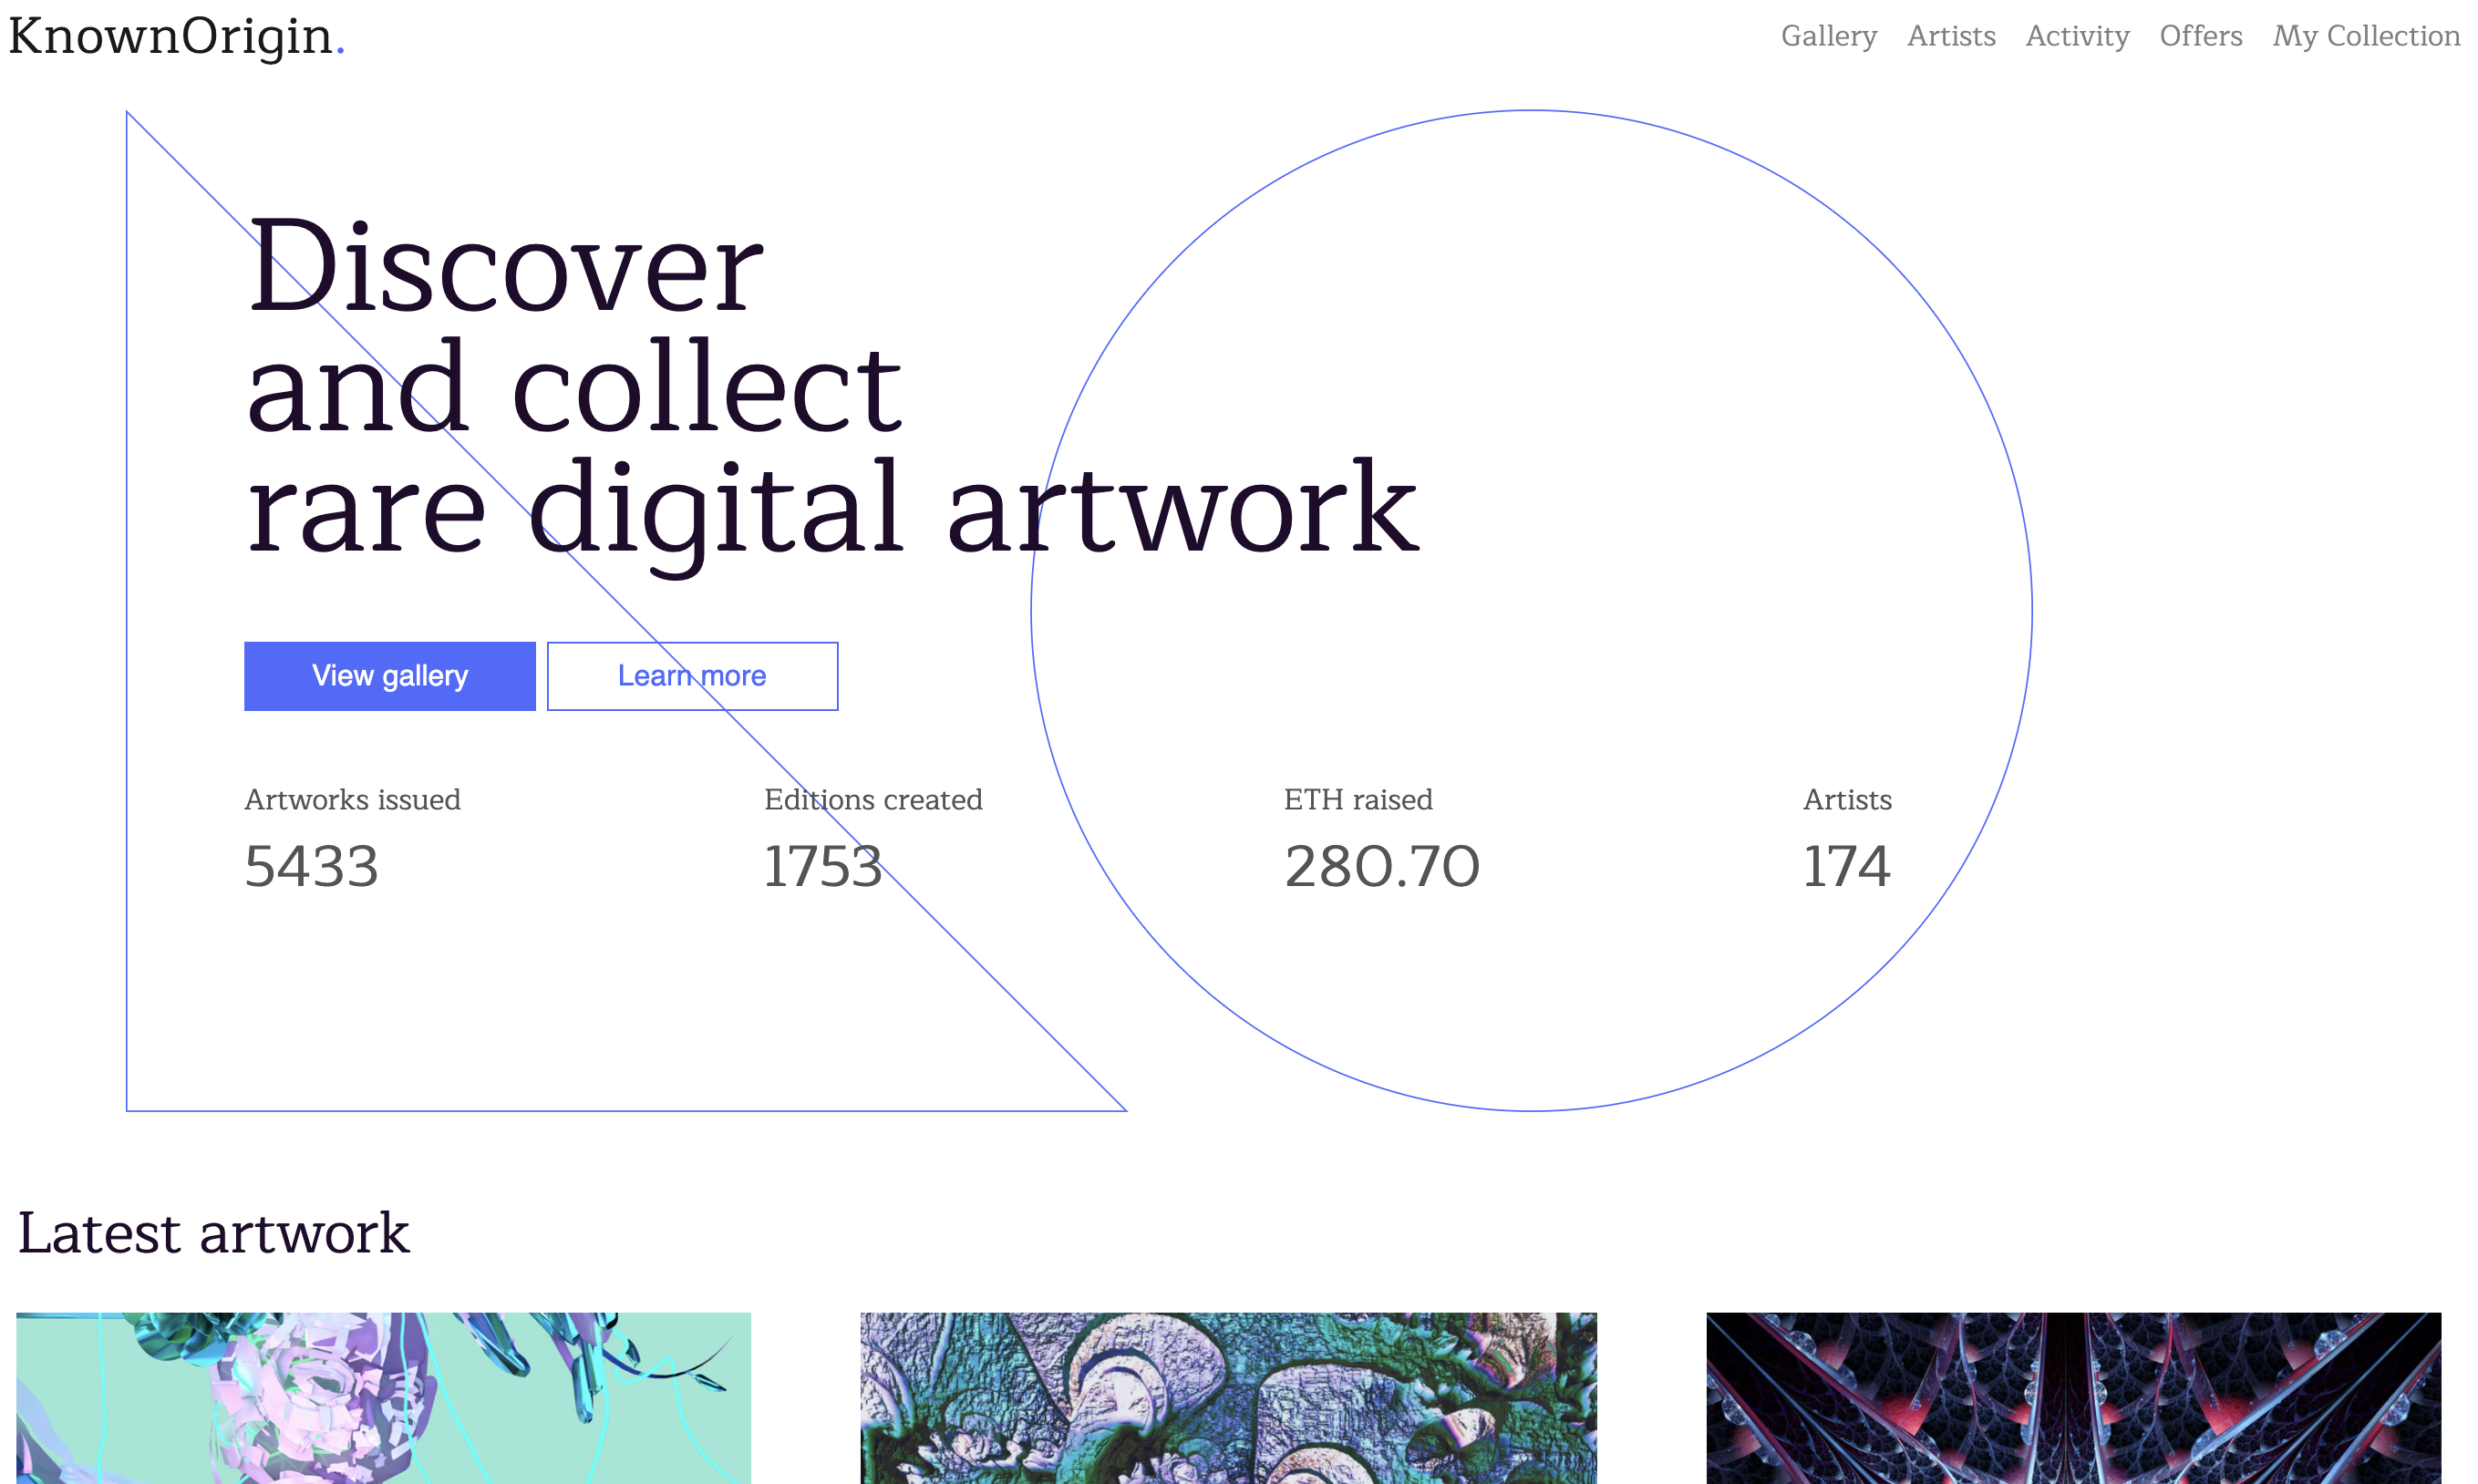 KnownOrigin.
Gallery Artists Activity Offers My Collection
Discover
and collect
rare digital artwork
View gallery Learn more
Artworks issued Editions created ETH raised Artists
5433 1753 280.70 174
Latest artwork